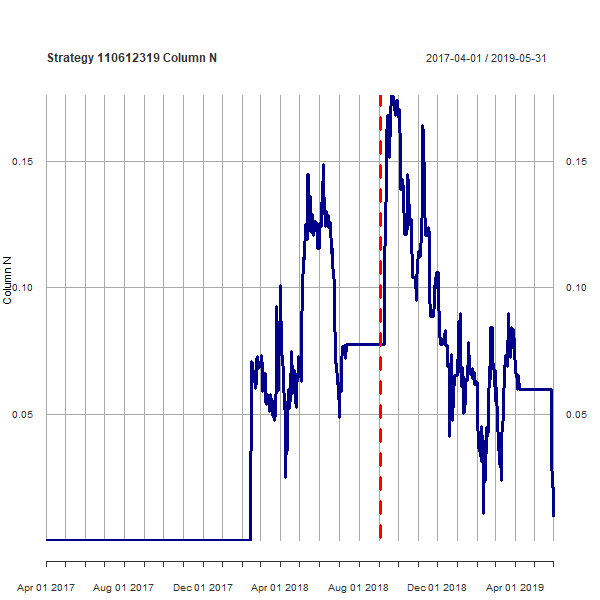 Strategy 110612319 Column N 2017-04-01 / 2019-05-31
0.15 0.15
0.10 0.10
0.05 0.05
Column N
Apr 01 2017 Aug 01 2017 Dec 01 2017 Apr 01 2018 Aug 01 2018 Dec 01 2018 Apr 01 2019